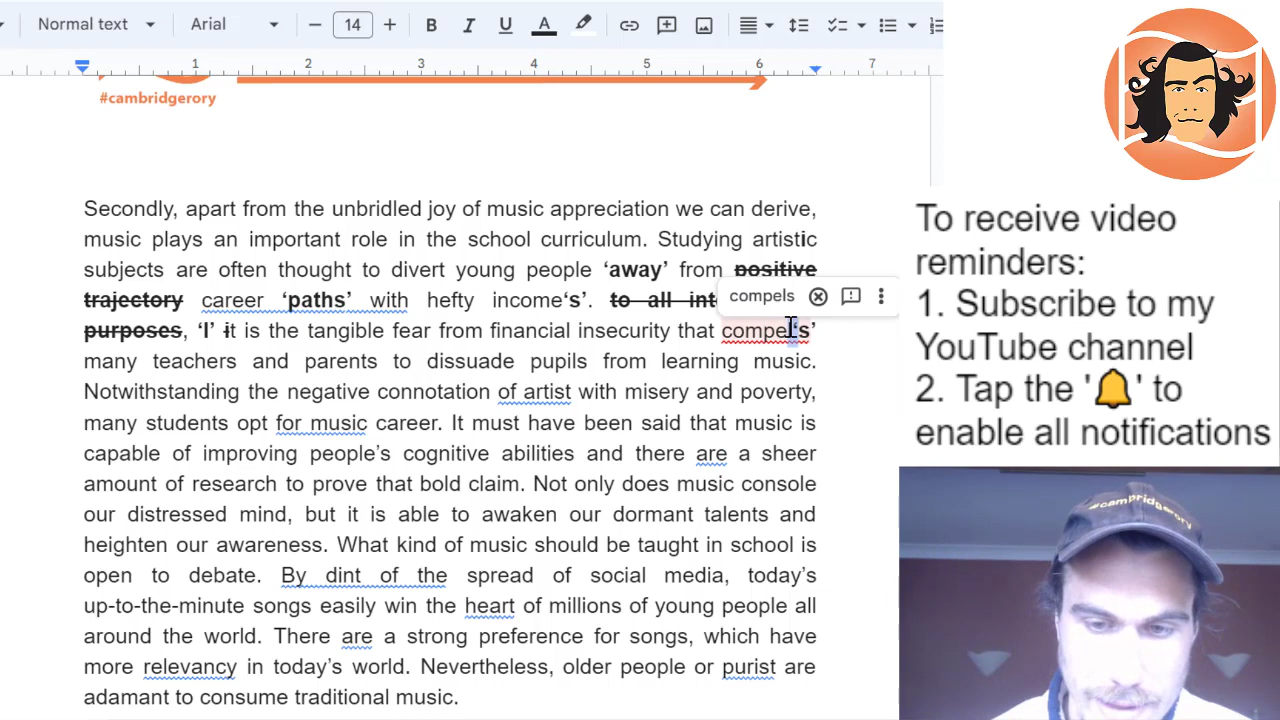 Normal text
Arial
14
B I U A
1 2 3 4 5 6 7
#cambridgerory
Secondly, apart from the unbridled joy of music appreciation we can derive,
music plays an important role in the school curriculum. Studying artistic
subjects are often thought to divert young people ‘away’ from positive
trajectory career ‘paths’ with hefty income‘s’. to all
compels
purposes, ‘I’ it is the tangible fear from financial insecurity that compel‘s’
many teachers and parents to dissuade pupils from learning music.
Notwithstanding the negative connotation of artist with misery and poverty,
many students opt for music career. It must have been said that music is
capable of improving people’s cognitive abilities and there are a sheer
amount of research to prove that bold claim. Not only does music console
our distressed mind, but it is able to awaken our dormant talents and
heighten our awareness. What kind of music should be taught in school is
open to debate. By dint of the spread of social media, today’s
up-to-the-minute songs easily win the heart of millions of young people all
around the world. There are a strong preference for songs, which have
more relevancy in today’s world. Nevertheless, older people or purist are
adamant to consume traditional music.
To receive video
reminders:
1. Subscribe to my
YouTube channel
2. Tap the '🔔' to
enable all notifications
#cambridgerory